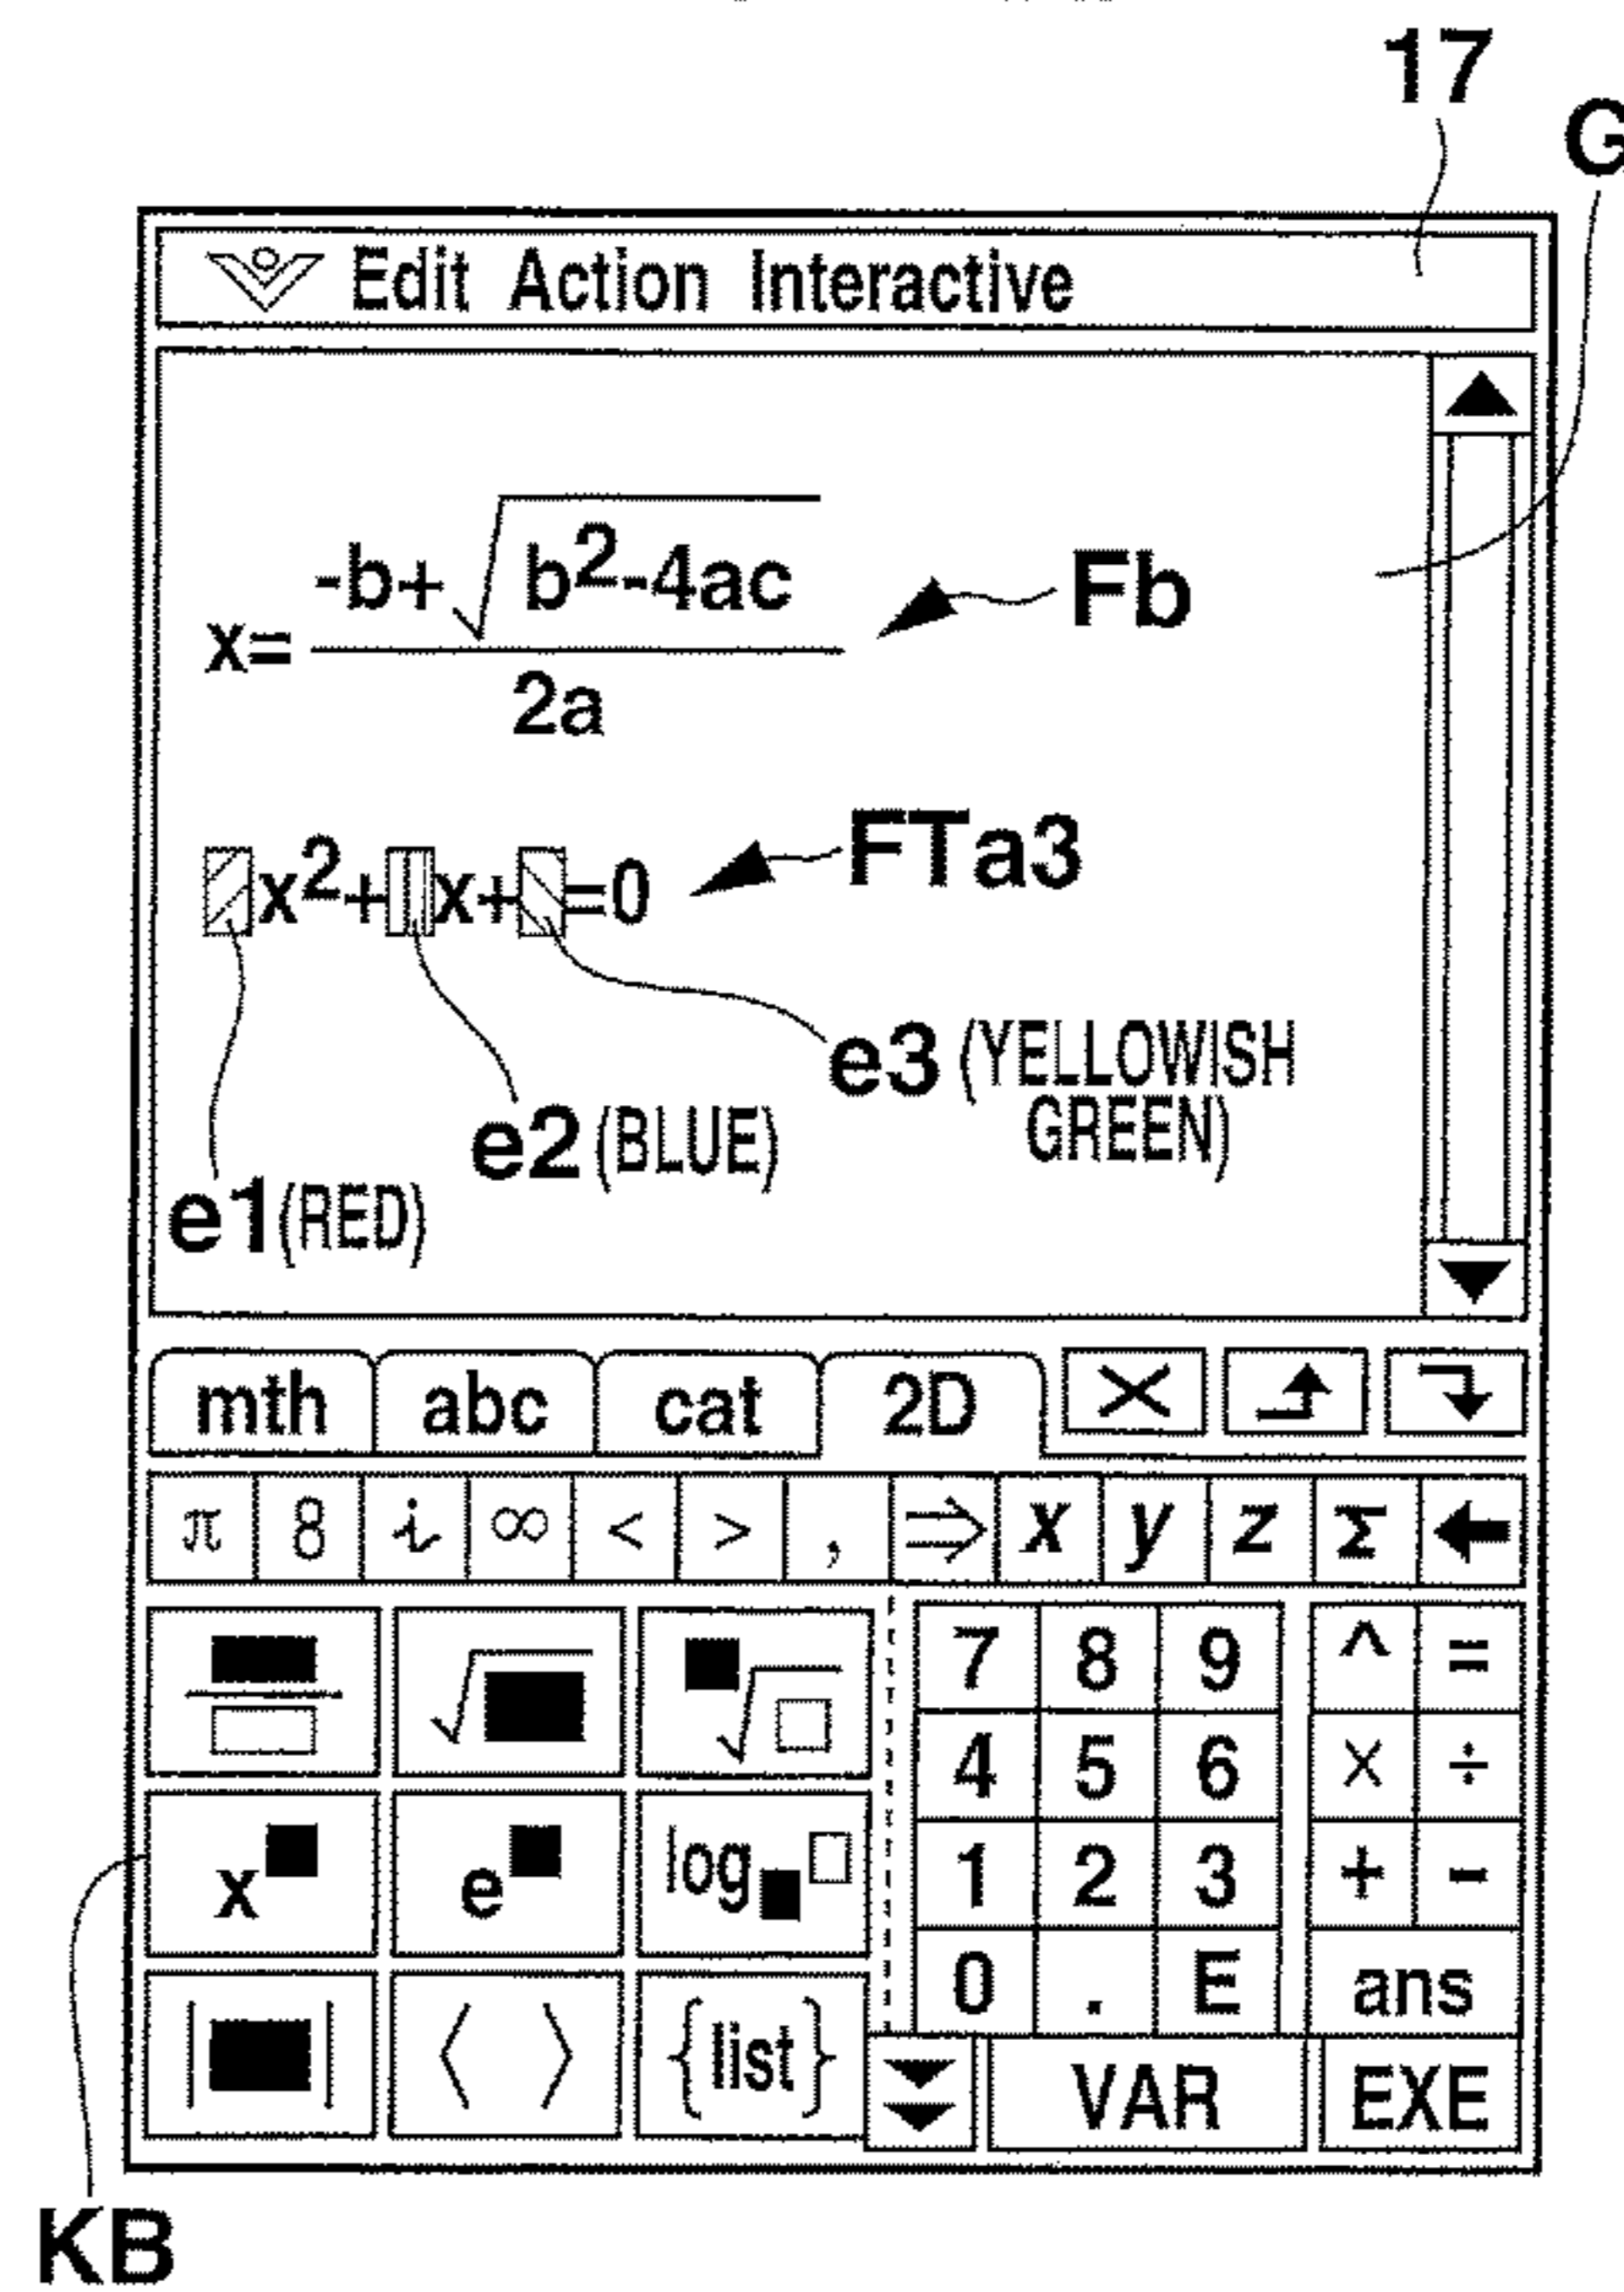 17
G
Edit Action Interactive
x= -b+√b²-4ac / 2a
Fb
x²+ x+ =0
FTa3
e3 (YELLOWISH
GREEN)
e2 (BLUE)
e1 (RED)
mth abc cat 2D
π 8 i ∞ < > , ⇒ x y z Σ ←
√ √ 7 8 9 ^ =
4 5 6 × ÷
x e log 1 2 3 + -
0 . E ans
| | 〈 〉 {list} VAR EXE
KB